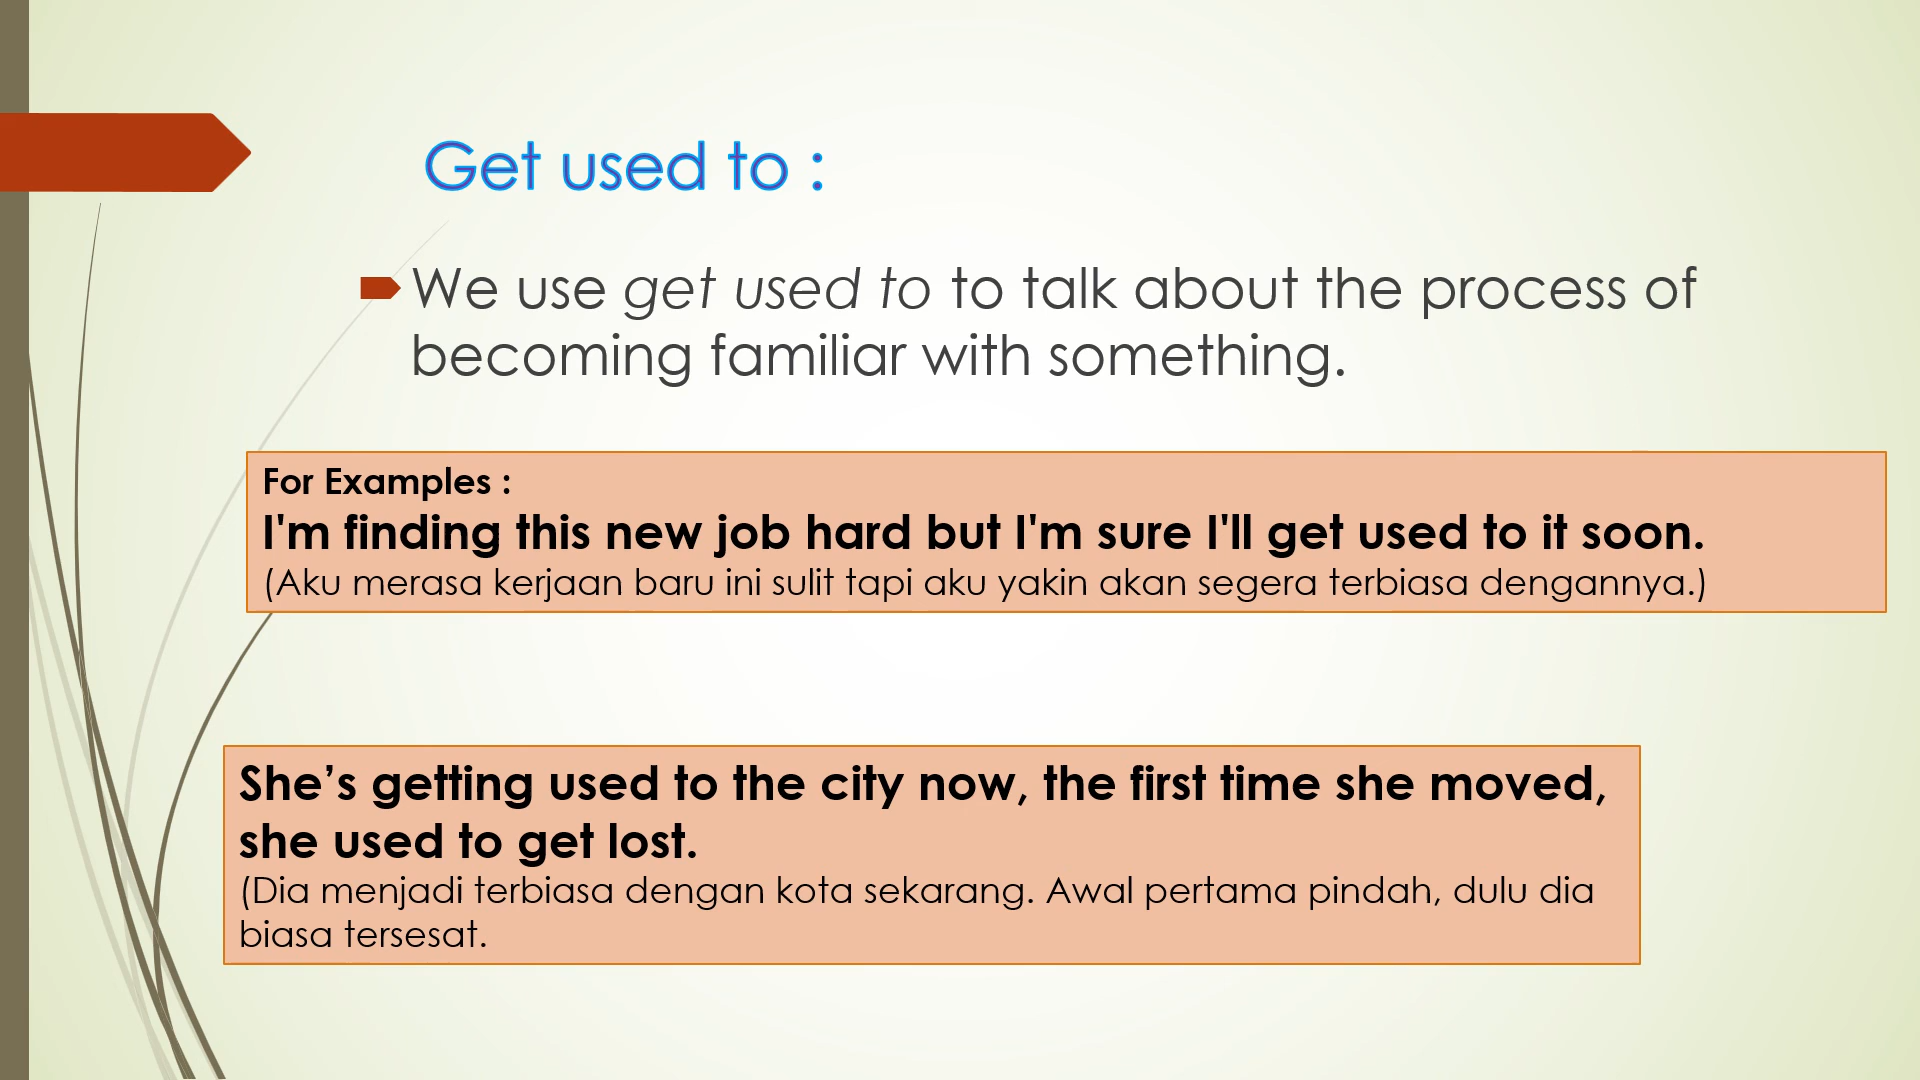 Get used to :
We use get used to to talk about the process of
becoming familiar with something.
For Examples :
I'm finding this new job hard but I'm sure I'll get used to it soon.
(Aku merasa kerjaan baru ini sulit tapi aku yakin akan segera terbiasa dengannya.)
She’s getting used to the city now, the first time she moved,
she used to get lost.
(Dia menjadi terbiasa dengan kota sekarang. Awal pertama pindah, dulu dia
biasa tersesat.